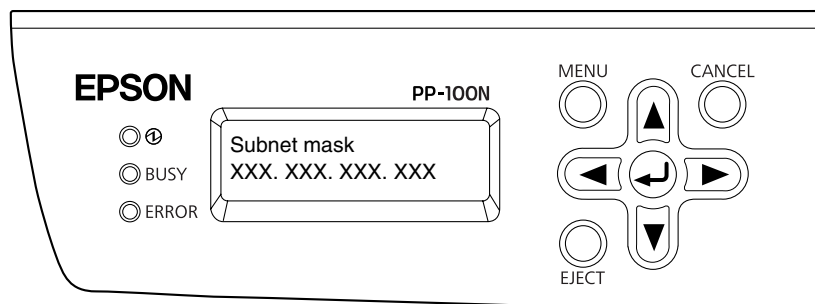 EPSON
PP-100N
MENU
CANCEL
Subnet mask
XXX. XXX. XXX. XXX
BUSY
ERROR
EJECT